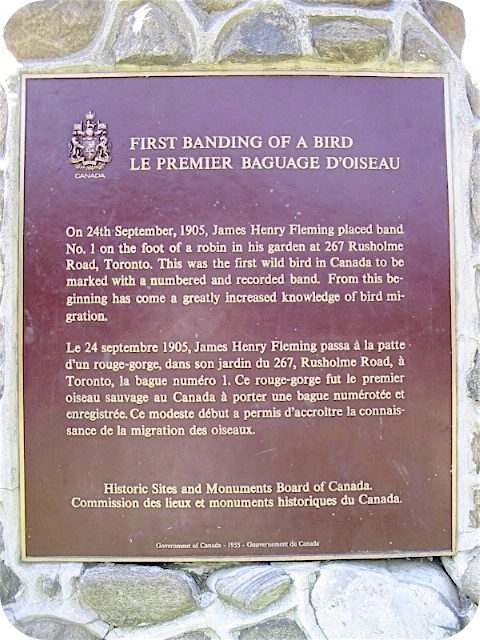 CANADA
FIRST BANDING OF A BIRD
LE PREMIER BAGUAGE D'OISEAU
On 24th September, 1905, James Henry Fleming placed band
No. 1 on the foot of a robin in his garden at 267 Rusholme
Road, Toronto. This was the first wild bird in Canada to be
marked with a numbered and recorded band. From this be-
ginning has come a greatly increased knowledge of bird mi-
gration.
Le 24 septembre 1905, James Henry Fleming passa à la patte
d'un rouge-gorge, dans son jardin du 267, Rusholme Road, à
Toronto, la bague numéro 1. Ce rouge-gorge fut le premier
oiseau sauvage au Canada à porter une bague numérotée et
enregistrée. Ce modeste début a permis d'accroître la connais-
sance de la migration des oiseaux.
Historic Sites and Monuments Board of Canada.
Commission des lieux et monuments historiques du Canada.
Government of Canada - 1955 - Gouvernement du Canada